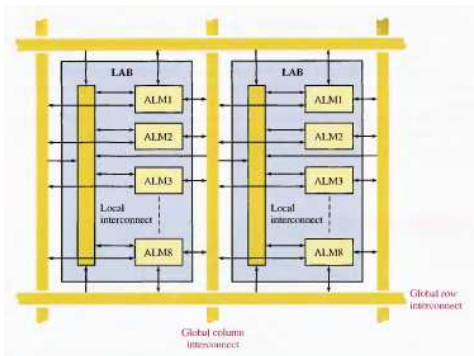 LAB
ALM1
ALM2
ALM3
Local
interconnect
ALM8
LAB
ALM1
ALM2
ALM3
Local
interconnect
ALM8
Global row
interconnect
Global column
interconnect